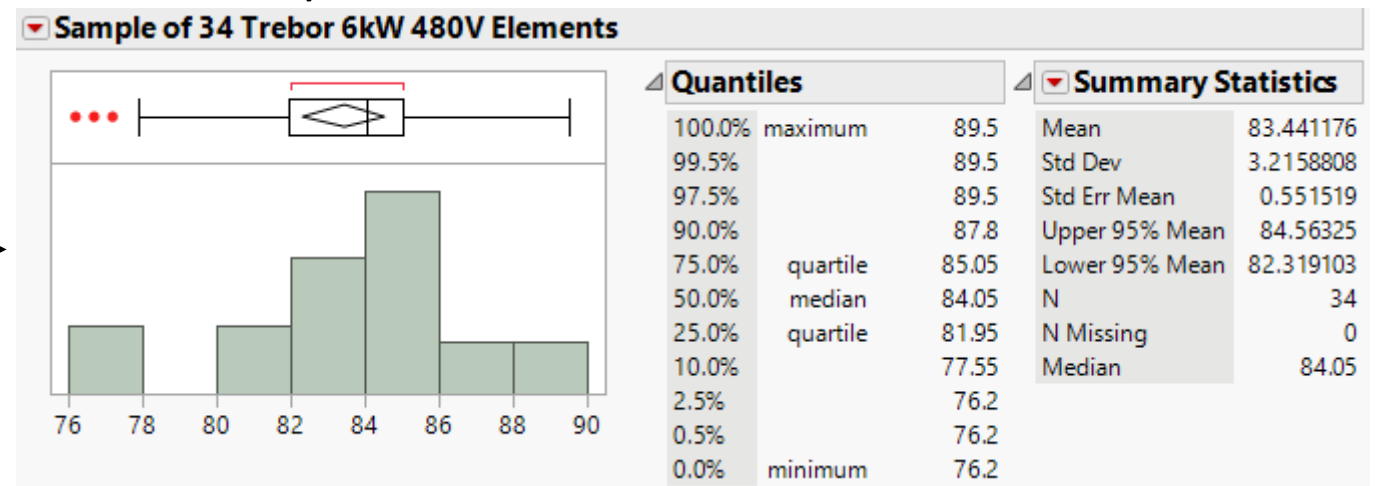 Sample of 34 Trebor 6kW 480V Elements
Quantiles
100.0% maximum 89.5
99.5% 89.5
97.5% 89.5
90.0% 87.8
75.0% quartile 85.05
50.0% median 84.05
25.0% quartile 81.95
10.0% 77.55
2.5% 76.2
0.5% 76.2
0.0% minimum 76.2
Summary Statistics
Mean 83.441176
Std Dev 3.2158808
Std Err Mean 0.551519
Upper 95% Mean 84.56325
Lower 95% Mean 82.319103
N 34
N Missing 0
Median 84.05
76 78 80 82 84 86 88 90